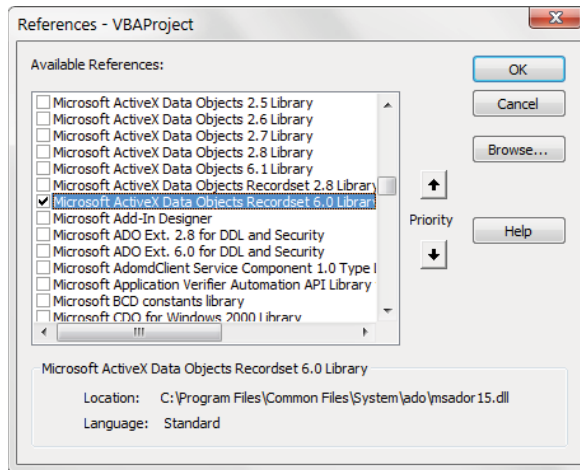 References - VBAProject
Available References:
Microsoft ActiveX Data Objects 2.5 Library
Microsoft ActiveX Data Objects 2.6 Library
Microsoft ActiveX Data Objects 2.7 Library
Microsoft ActiveX Data Objects 2.8 Library
Microsoft ActiveX Data Objects 6.1 Library
Microsoft ActiveX Data Objects Recordset 2.8 Library
Microsoft ActiveX Data Objects Recordset 6.0 Library
Microsoft Add-In Designer
Microsoft ADO Ext. 2.8 for DDL and Security
Microsoft ADO Ext. 6.0 for DDL and Security
Microsoft AdomdClient Service Component 1.0 Type l
Microsoft Application Verifier Automation API Library
Microsoft BCD constants library
Microsoft CDO for Windows 2000 Library
OK
Cancel
Browse...
Priority
Help
Microsoft ActiveX Data Objects Recordset 6.0 Library
Location: C:\Program Files\Common Files\System\ado\msador15.dll
Language: Standard